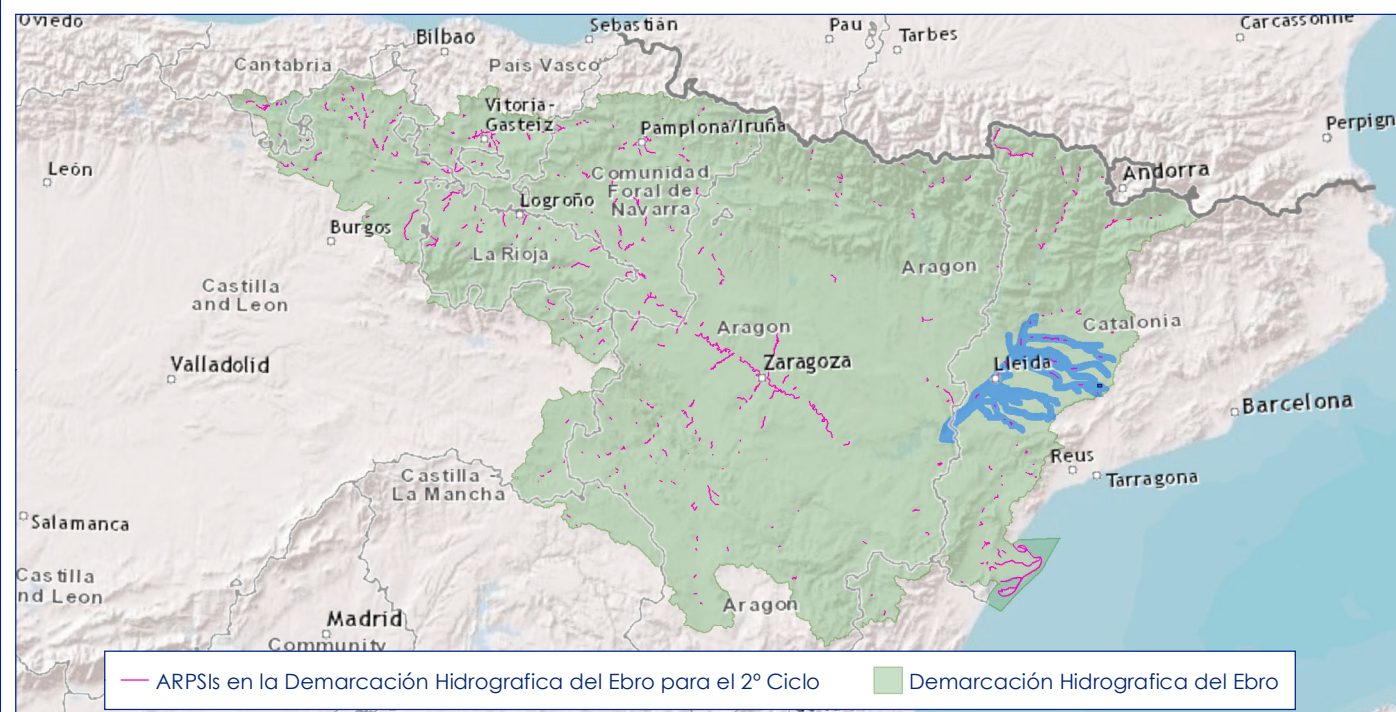 Oviedo
Sebastián
Pau
Carcassonne
Bilbao
Tarbes
Cantabria
País Vasco
Vitoria-
Gasteiz
Pamplona/Iruña
Perpign
León
Comunidad
Foral de
Navarra
Andorra
Logroño
Burgos
La Rioja
Aragon
Castilla
and Leon
Aragon
Catalonia
Valladolid
Zaragoza
Lleida
Barcelona
Reus
Castilla
La Mancha
Tarragona
Salamanca
Castilla
nd Leon
Aragon
Madrid
Community
ARPSIs en la Demarcación Hidrografica del Ebro para el 2º Ciclo
Demarcación Hidrografica del Ebro